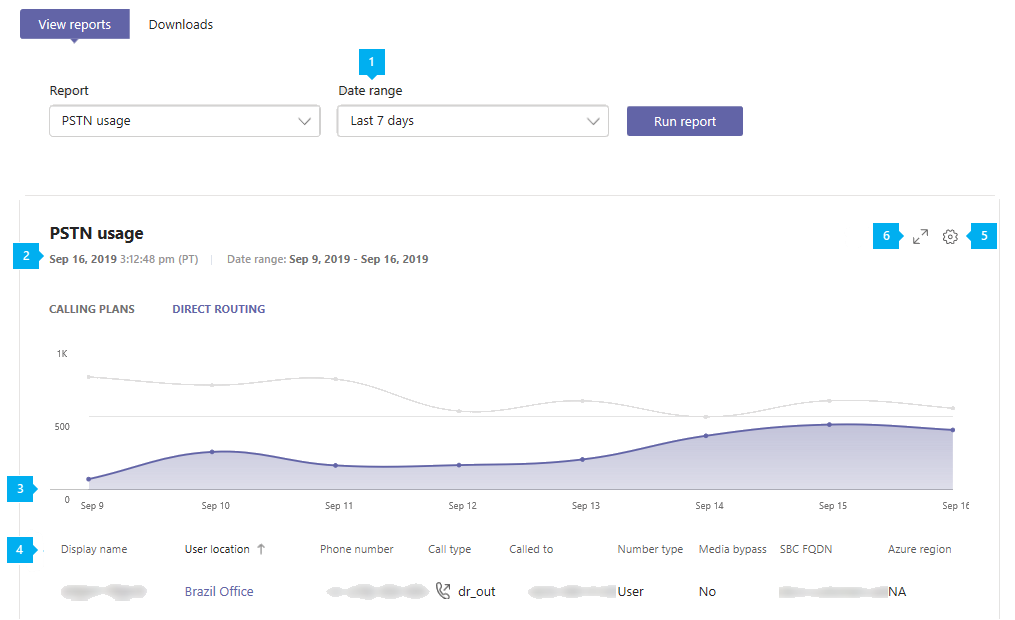 View reports Downloads
1
Report Date range
PSTN usage Last 7 days Run report
PSTN usage
6 5
2 Sep 16, 2019 3:12:48 pm (PT) Date range: Sep 9, 2019 - Sep 16, 2019
CALLING PLANS DIRECT ROUTING
1K
500
3
0
Sep 9 Sep 10 Sep 11 Sep 12 Sep 13 Sep 14 Sep 15 Sep 16
4 Display name User location Phone number Call type Called to Number type Media bypass SBC FQDN Azure region
Brazil Office dr_out User No NA